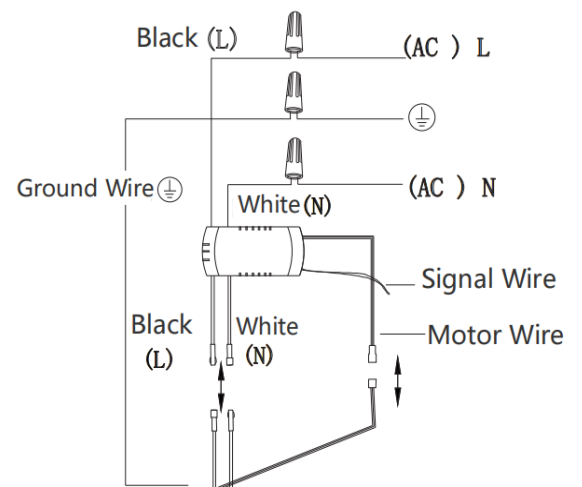 Black (L)
(AC ) L
Ground Wire
(AC ) N
White (N)
Signal Wire
Black
(L)
White
(N)
Motor Wire